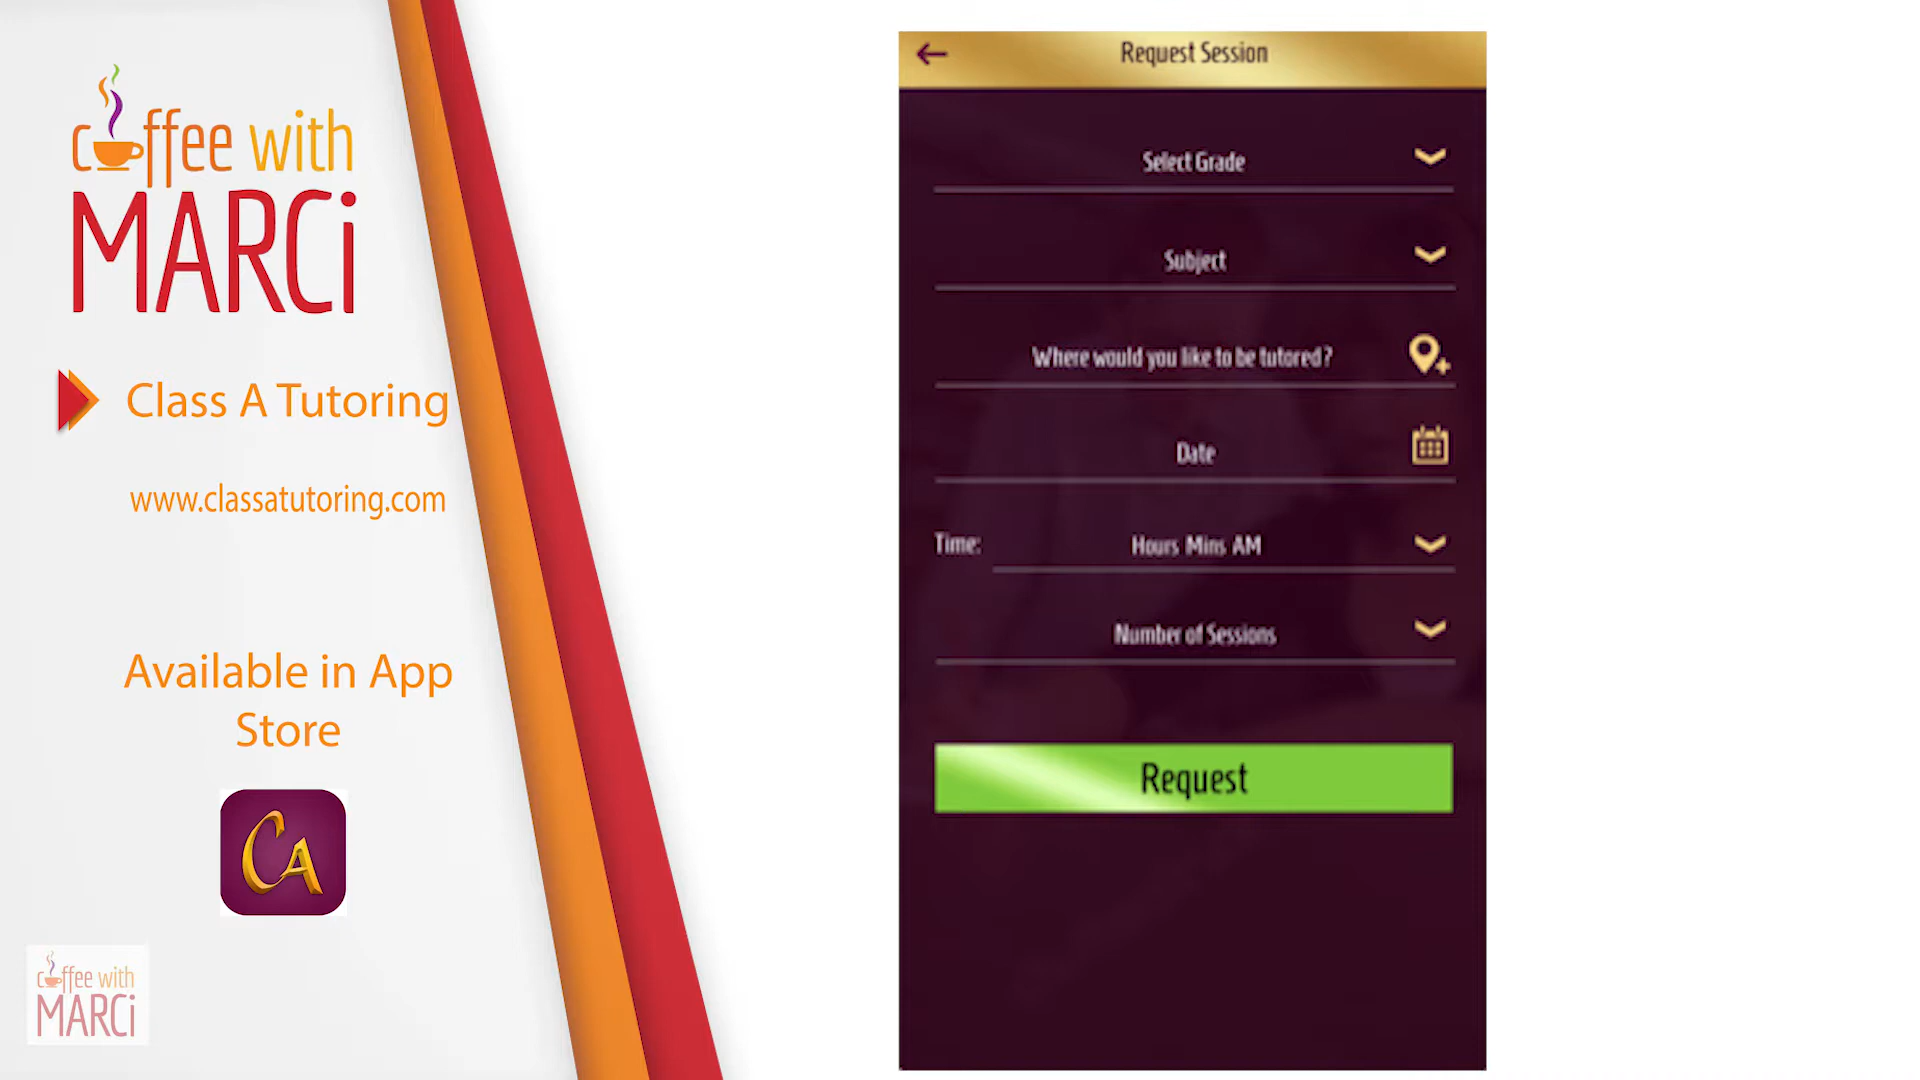 coffee with
MARCi
Class A Tutoring
www.classatutoring.com
Available in App
Store
CA
coffee with
MARCi
Request Session
Select Grade
Subject
Where would you like to be tutored?
Date
Time: Hours Mins AM
Number of Sessions
Request